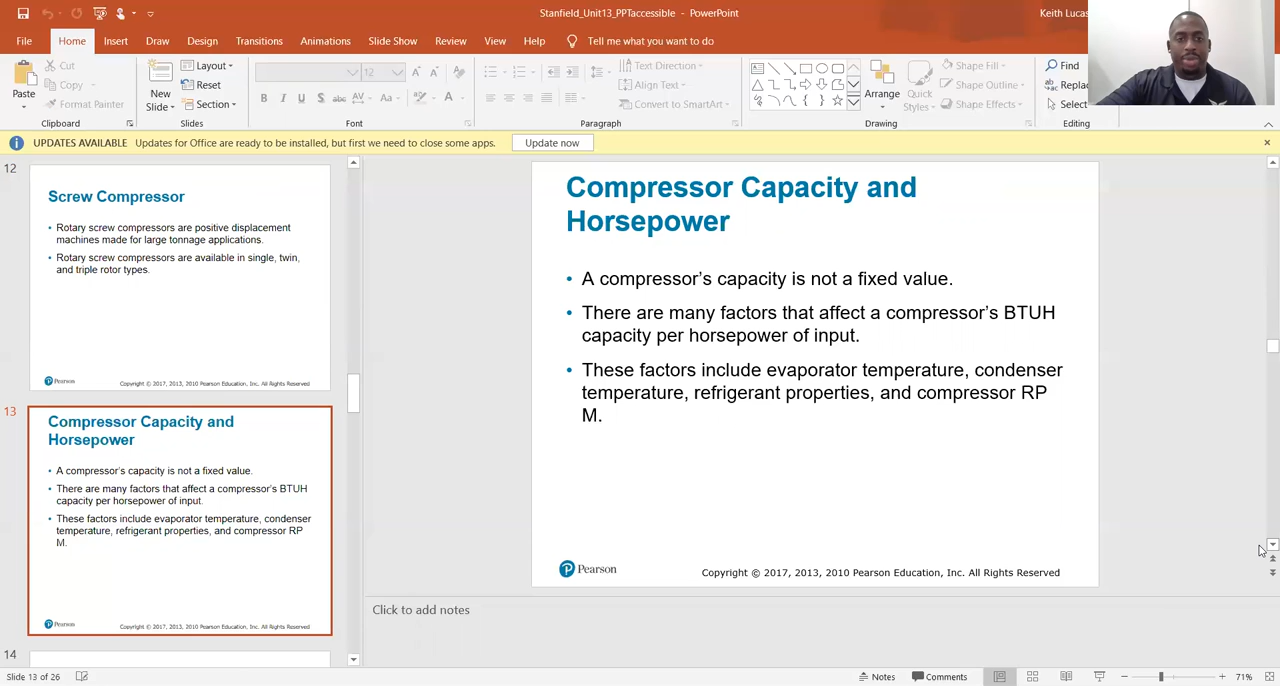 Stanfield_Unit13_PPTaccessible - PowerPoint
Keith Lucas
File Home Insert Draw Design Transitions Animations Slide Show Review View Help Tell me what you want to do
Paste
Cut
Copy
Format Painter
Clipboard
New Slide
Layout
Reset
Section
Slides
12
B I U S abc AV Aa A
Font
Text Direction
Align Text
Convert to SmartArt
Paragraph
Arrange
Quick Styles
Shape Fill
Shape Outline
Shape Effects
Drawing
Find
Replac
Select
Editing
UPDATES AVAILABLE Updates for Office are ready to be installed, but first we need to close some apps. Update now
12
Screw Compressor
• Rotary screw compressors are positive displacement
machines made for large tonnage applications.
• Rotary screw compressors are available in single, twin,
and triple rotor types.
Pearson
Copyright © 2017, 2013, 2010 Pearson Education, Inc. All Rights Reserved
13
Compressor Capacity and
Horsepower
• A compressor's capacity is not a fixed value.
• There are many factors that affect a compressor's BTUH
capacity per horsepower of input.
• These factors include evaporator temperature, condenser
temperature, refrigerant properties, and compressor RP
M.
Pearson
Copyright © 2017, 2013, 2010 Pearson Education, Inc. All Rights Reserved
14
Compressor Capacity and
Horsepower
• A compressor's capacity is not a fixed value.
• There are many factors that affect a compressor's BTUH
capacity per horsepower of input.
• These factors include evaporator temperature, condenser
temperature, refrigerant properties, and compressor RP
M.
Pearson
Copyright © 2017, 2013, 2010 Pearson Education, Inc. All Rights Reserved
Click to add notes
Slide 13 of 26
Notes
Comments
71%